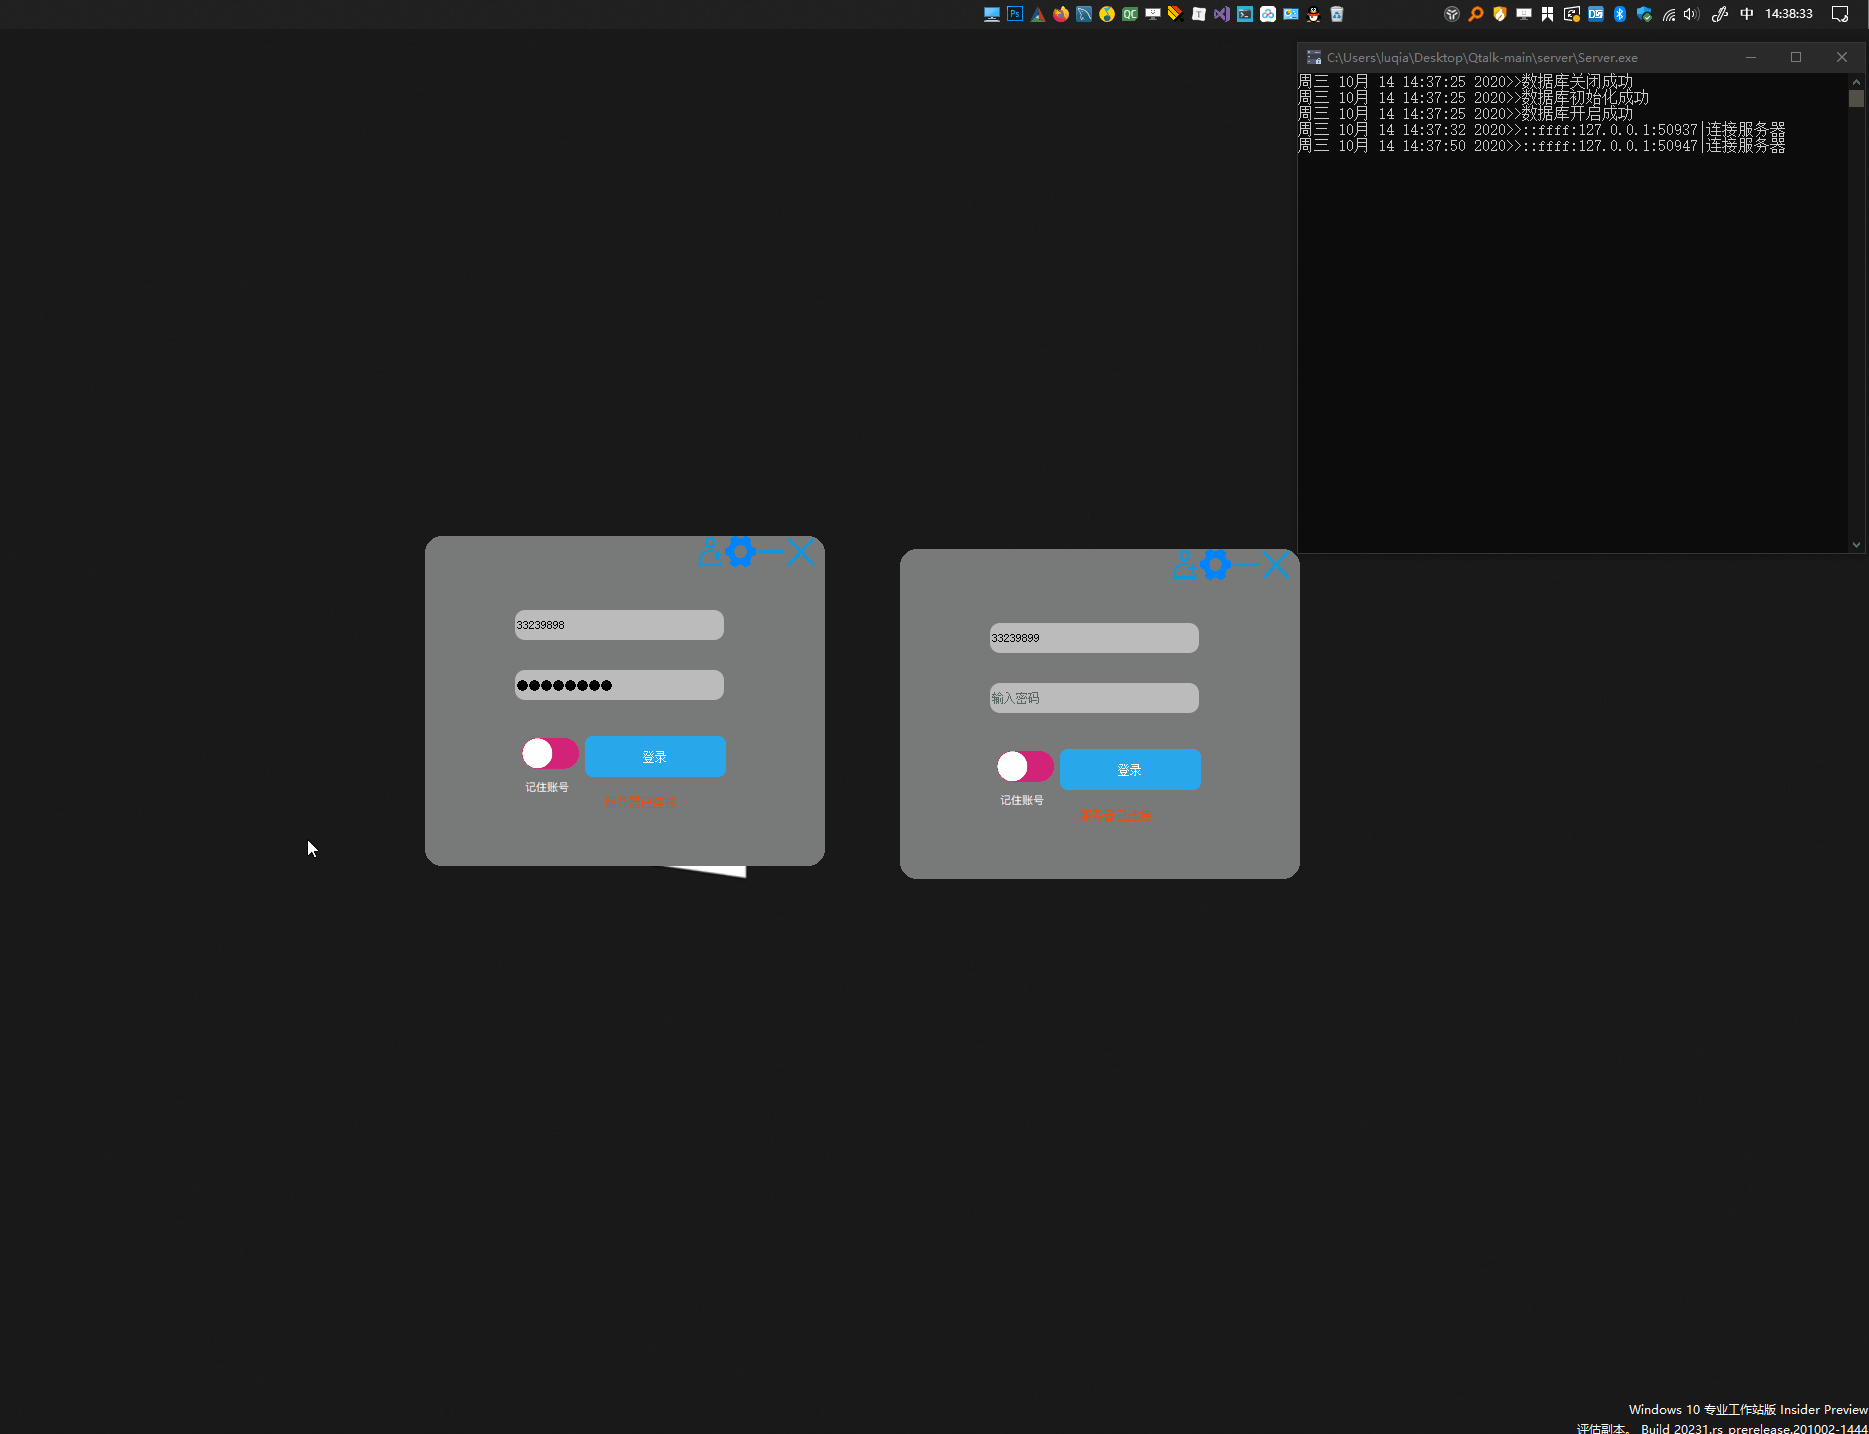 14:38:33
中
C:\Users\luqia\Desktop\Qtalk-main\server\Server.exe
周三 10月 14 14:37:25 2020>>数据库关闭成功
周三 10月 14 14:37:25 2020>>数据库初始化成功
周三 10月 14 14:37:25 2020>>数据库开启成功
周三 10月 14 14:37:32 2020>>::ffff:127.0.0.1:50937|连接服务器
周三 10月 14 14:37:50 2020>>::ffff:127.0.0.1:50947|连接服务器
33239898
登录
记住账号
33239899
输入密码
登录
记住账号
Windows 10 专业工作站版 Insider Preview
评估副本。 Build 20231.rs_prerelease.201002-1444